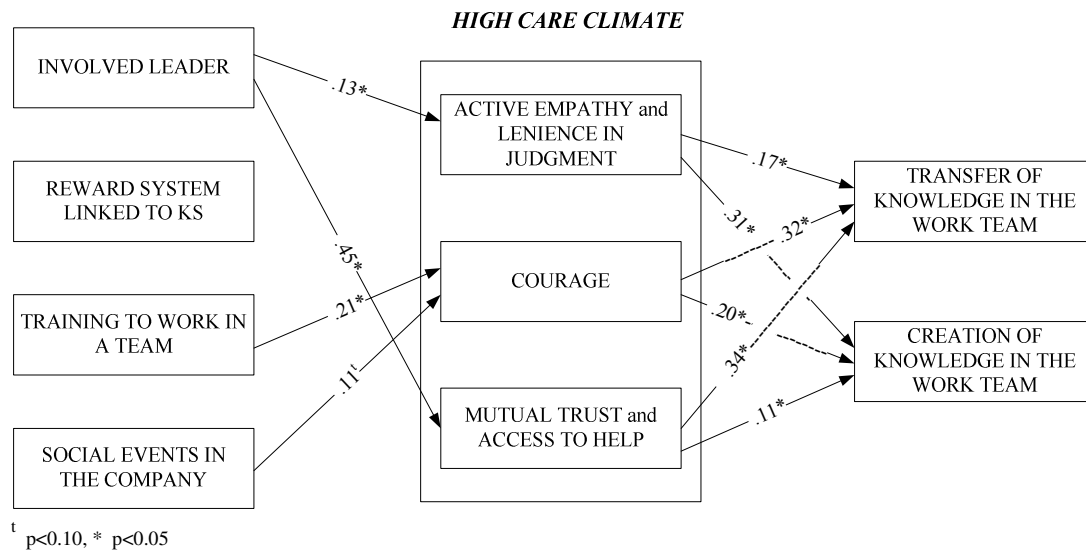 HIGH CARE CLIMATE
INVOLVED LEADER
REWARD SYSTEM
LINKED TO KS
TRAINING TO WORK IN
A TEAM
SOCIAL EVENTS IN
THE COMPANY
.13*
.45*
.21*
.11t
ACTIVE EMPATHY and
LENIENCE IN
JUDGMENT
COURAGE
MUTUAL TRUST and
ACCESS TO HELP
.17*
.31*
.32*
.20*
.34*
.11*
TRANSFER OF
KNOWLEDGE IN THE
WORK TEAM
CREATION OF
KNOWLEDGE IN THE
WORK TEAM
t p<0.10, * p<0.05